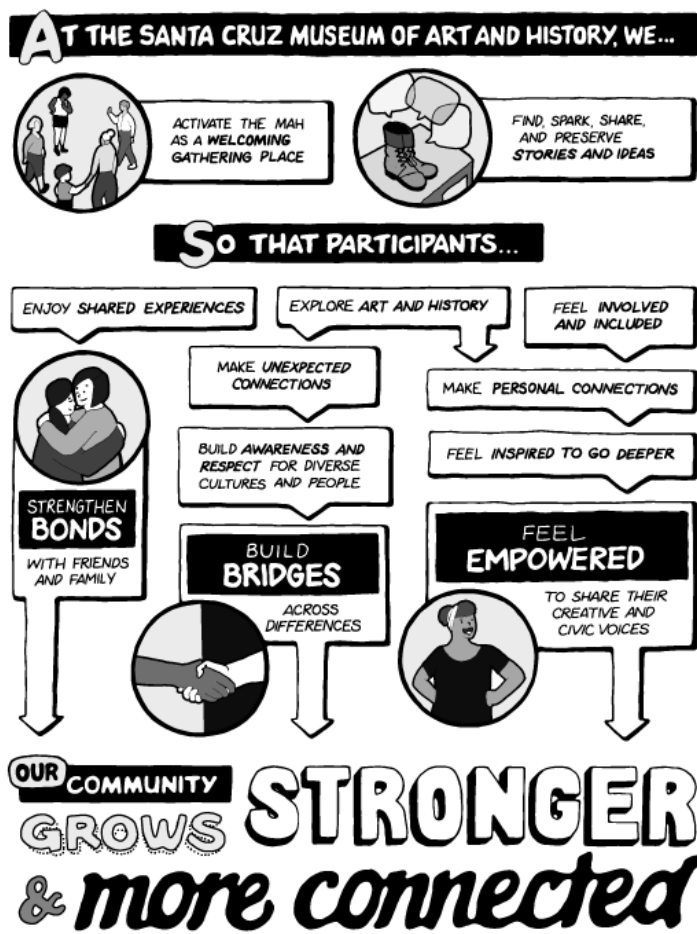 AT THE SANTA CRUZ MUSEUM OF ART AND HISTORY, WE...
ACTIVATE THE MAH
AS A WELCOMING
GATHERING PLACE
FIND, SPARK, SHARE,
AND PRESERVE
STORIES AND IDEAS
SO THAT PARTICIPANTS...
ENJOY SHARED EXPERIENCES
STRENGTHEN
BONDS
WITH FRIENDS
AND FAMILY
EXPLORE ART AND HISTORY
MAKE UNEXPECTED
CONNECTIONS
BUILD AWARENESS AND
RESPECT FOR DIVERSE
CULTURES AND PEOPLE
BUILD
BRIDGES
ACROSS
DIFFERENCES
FEEL INVOLVED
AND INCLUDED
MAKE PERSONAL CONNECTIONS
FEEL INSPIRED TO GO DEEPER
FEEL
EMPOWERED
TO SHARE THEIR
CREATIVE AND
CIVIC VOICES
OUR COMMUNITY
GROWS
STRONGER
& more connected